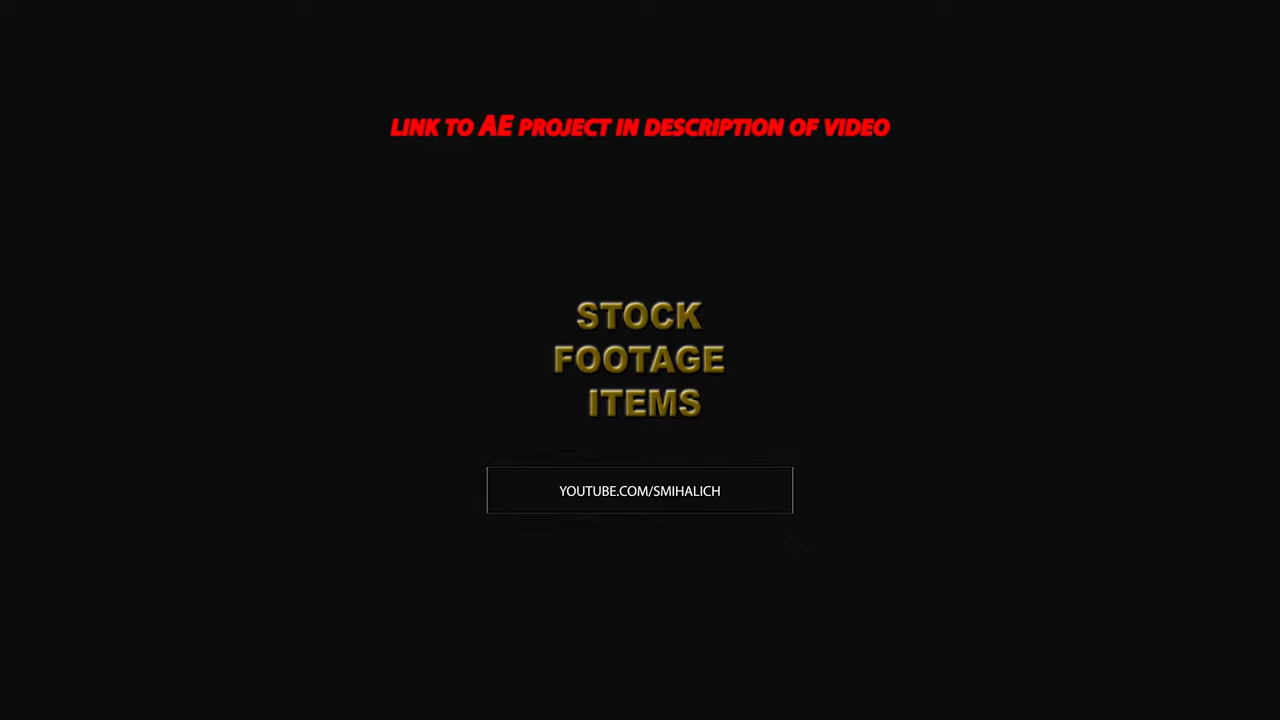 LINK TO AE PROJECT IN DESCRIPTION OF VIDEO
STOCK
FOOTAGE
ITEMS
YOUTUBE.COM/SMIHALICH